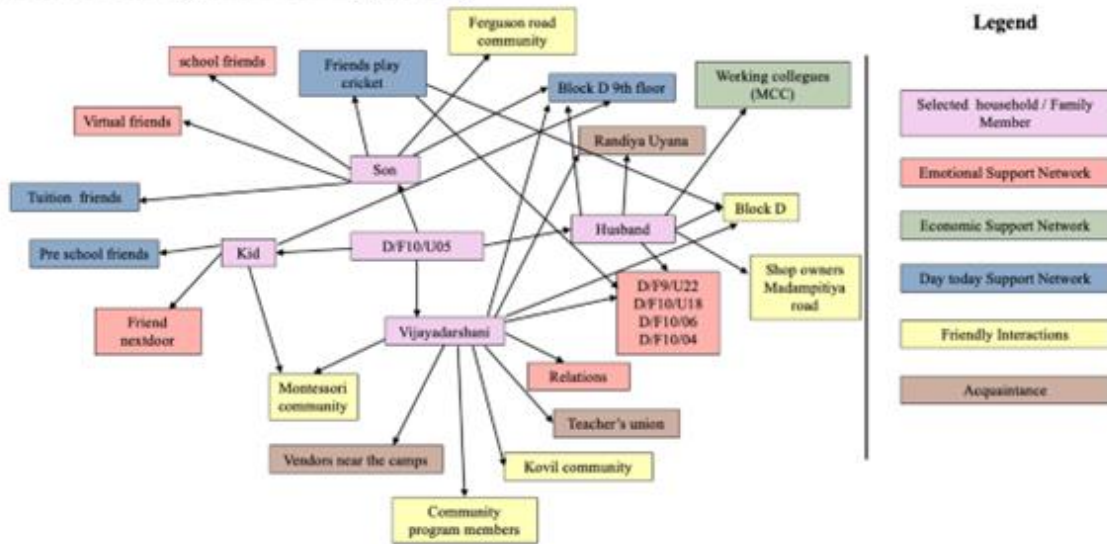 Ferguson road
community
Legend
school friends
Friends play
cricket
Block D 9th floor
Working collegues
(MCC)
Selected household / Family
Member
Virtual friends
Randiya Uyana
Son
Emotional Support Network
Tuition friends
Block D
Husband
Economic Support Network
Pre school friends
Kid
D/F10/U05
Shop owners
Madampitiya
road
Day today Support Network
D/F9/U22
D/F10/U18
D/F10/06
D/F10/04
Friend
nextdoor
Vijayadarshani
Friendly Interactions
Relations
Montessori
community
Acquaintance
Teacher's union
Vendors near the camps
Kovil community
Community
program members